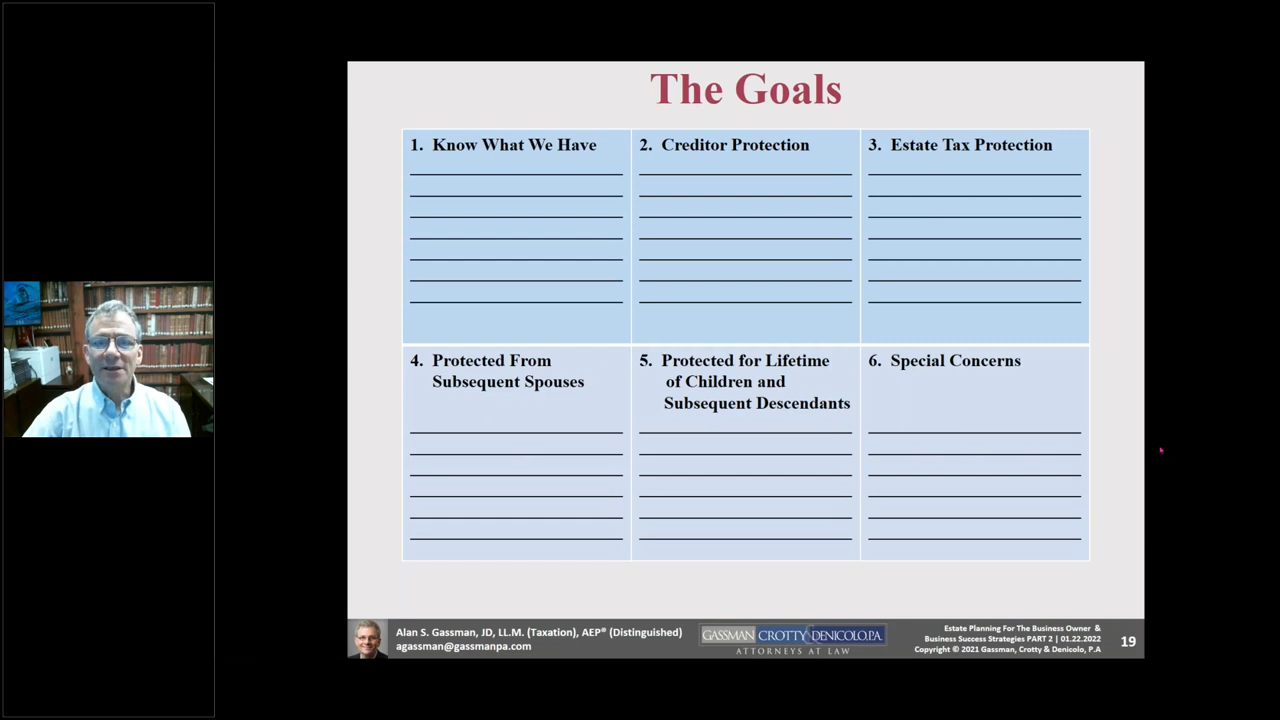 The Goals
1. Know What We Have
2. Creditor Protection
3. Estate Tax Protection
4. Protected From
Subsequent Spouses
5. Protected for Lifetime
of Children and
Subsequent Descendants
6. Special Concerns
Alan S. Gassman, JD, LL.M. (Taxation), AEP® (Distinguished)
agassman@gassmanpa.com
GASSMAN CROTTY & DENICOLO, P.A.
ATTORNEYS AT LAW
Estate Planning For The Business Owner &
Business Success Strategies PART 2 | 01.22.2022
Copyright © 2021 Gassman, Crotty & Denicolo, P.A
19